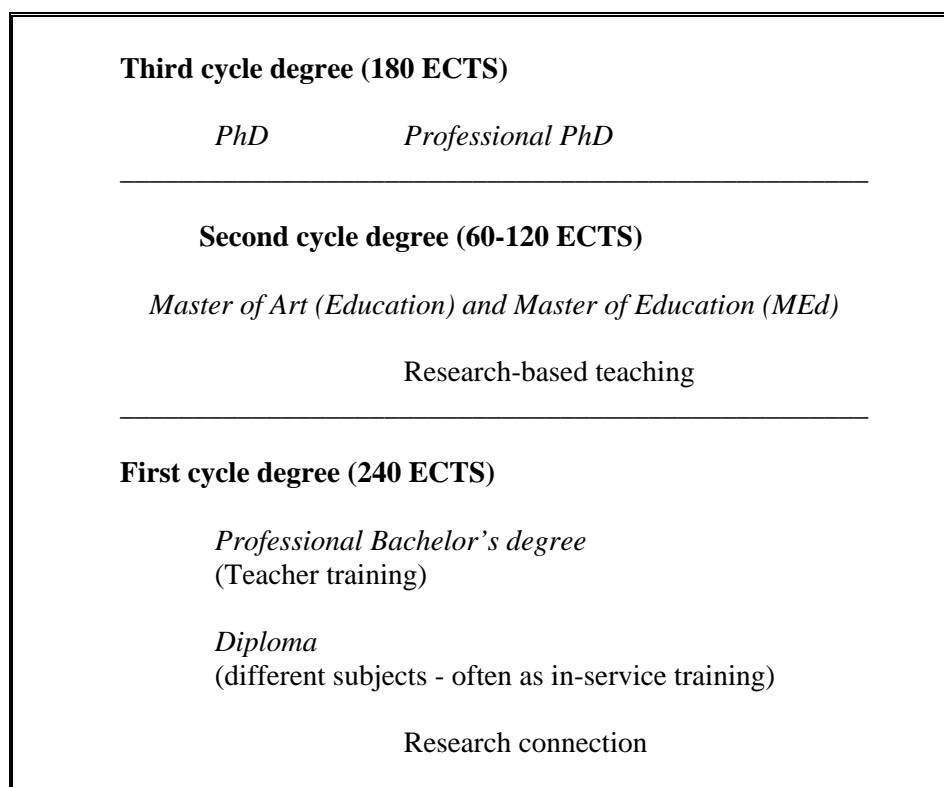 Third cycle degree (180 ECTS)
PhD Professional PhD
Second cycle degree (60-120 ECTS)
Master of Art (Education) and Master of Education (MEd)
Research-based teaching
First cycle degree (240 ECTS)
Professional Bachelor's degree
(Teacher training)
Diploma
(different subjects - often as in-service training)
Research connection